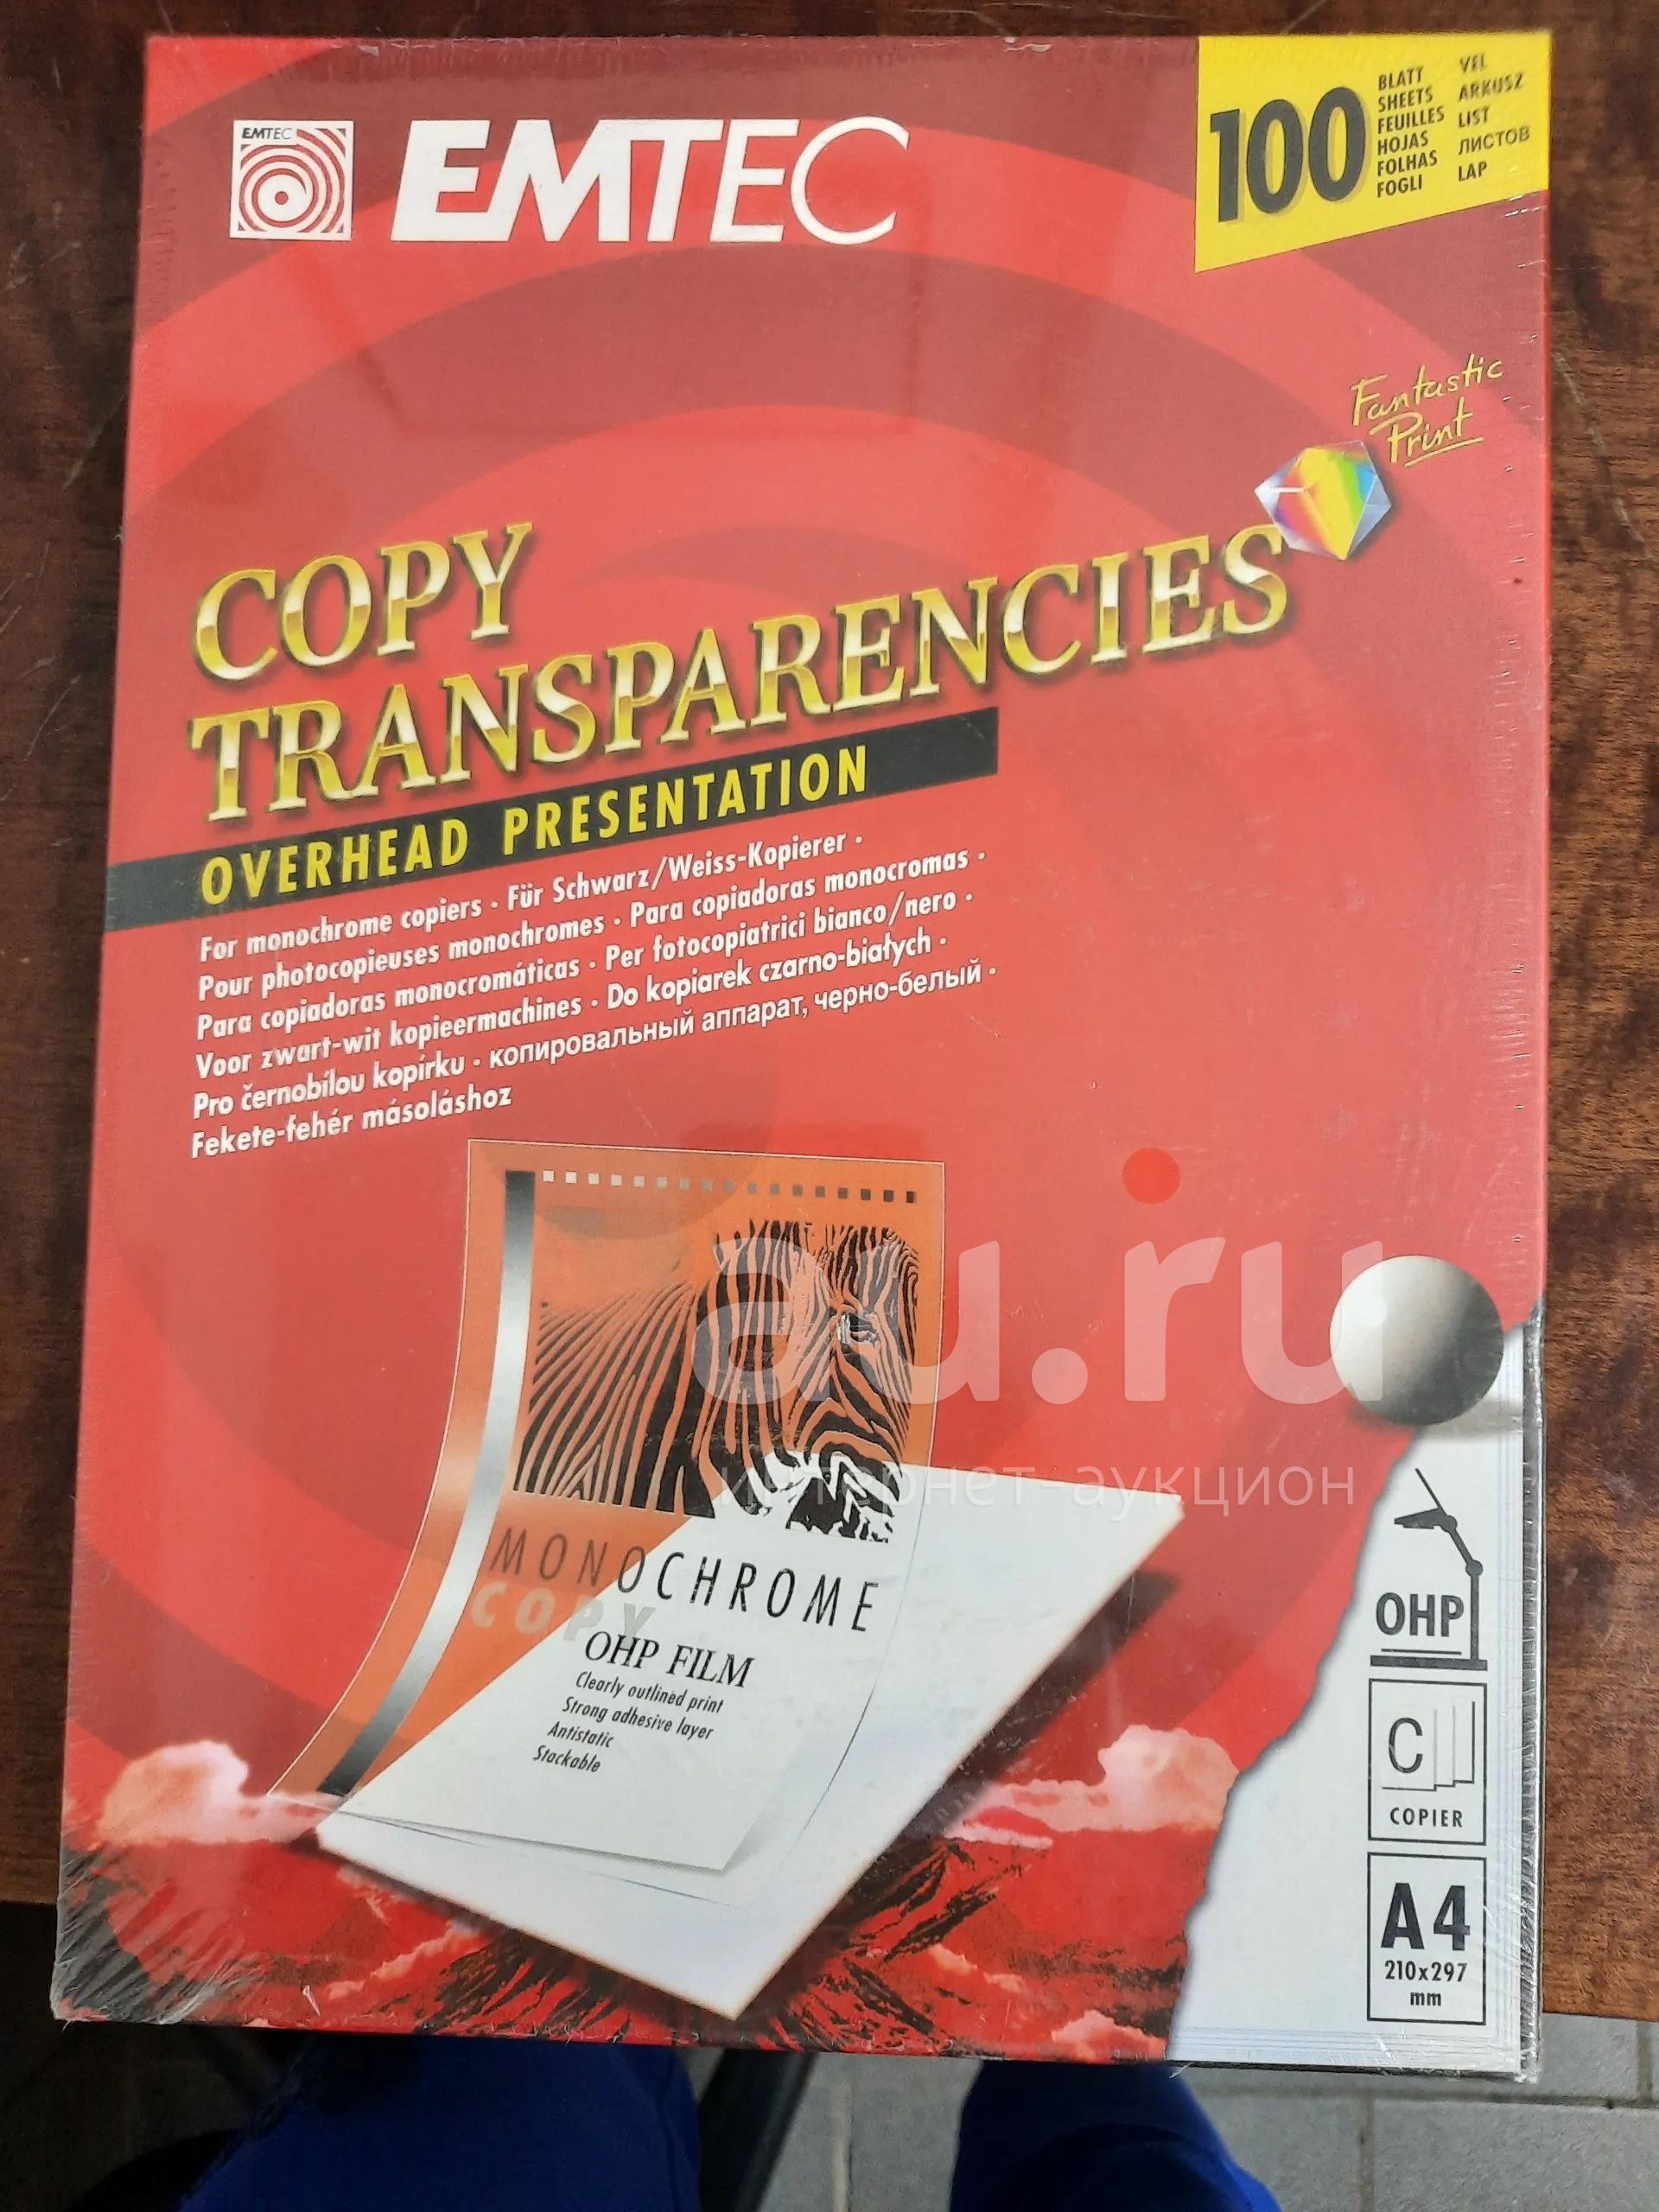 EMTEC
EMTEC
100
BLATT
SHEETS
FEUILLES
HOJAS
FOLHAS
FOGLI
VEL
ARKUSZ
LIST
ЛИСТОВ
LAP
Fantastic
Print
COPY
TRANSPARENCIES
OVERHEAD PRESENTATION
For monochrome copiers · Für Schwarz/Weiss-Kopierer ·
Pour photocopieuses monochromes · Para copiadoras monocromas ·
Para copiadoras monocromáticas · Per fotocopiatrici bianco/nero ·
Voor zwart-wit kopieermachines · Do kopiarek czarno-białych ·
Pro černobílou kopírku · копировальный аппарат, черно-белый ·
Fekete-fehér másoláshoz
au.ru
интернет-аукцион
MONOCHROME
COPY
OHP FILM
Clearly outlined print
Strong adhesive layer
Antistatic
Stackable
OHP
C
COPIER
A4
210x297
mm